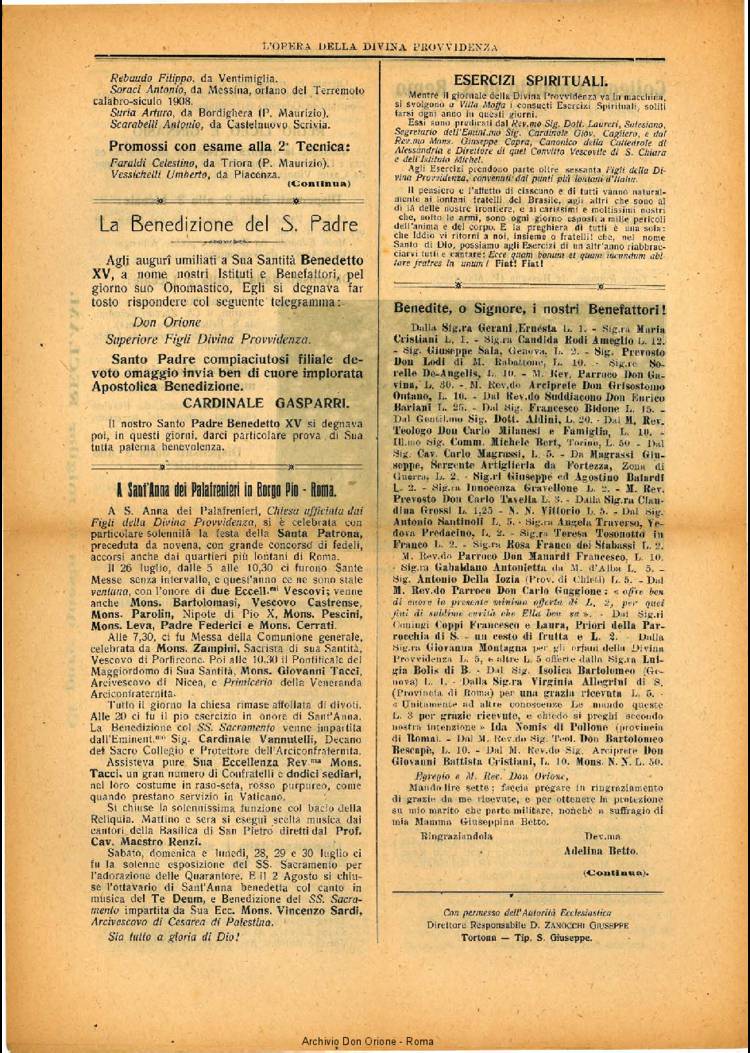 L'OPERA DELLA DIVINA PROVVIDENZA
Rebaudo Filippo, da Ventimiglia.
Soraci Antonio, da Messina, orfano del Terremoto
calabro-siculo 1908.
Suria Arturo, da Bordighera (P. Maurizio).
Scarabelli Antonio, da Castelnuovo Scrivia.
Promossi con esame alla 2ª Tecnica:
Faraldi Celestino, da Triora (P. Maurizio).
Vessichelli Umberto, da Piacenza.
(Continua)
La Benedizione del S. Padre
Agli auguri umiliati a Sua Santità Benedetto
XV, a nome nostri Istituti e Benefattori, pel
giorno suo Onomastico, Egli si degnava far
tosto rispondere col seguente telegramma:
Don Orione
Superiore Figli Divina Provvidenza.
Santo Padre compiaciutosi filiale de-
voto omaggio invia ben di cuore implorata
Apostolica Benedizione.
CARDINALE GASPARRI.
Il nostro Santo Padre Benedetto XV si degnava
poi, in questi giorni, darci particolare prova di Sua
tutta paterna benevolenza.
A Sant'Anna dei Palafrenieri in Borgo Pio - Roma.
A S. Anna dei Palafrenieri, Chiesa ufficiata dai
Figli della Divina Provvidenza, si è celebrata con
particolare solennità la festa della Santa Patrona,
preceduta da novena, con grande concorso di fedeli,
accorsi anche dai quartieri più lontani di Roma.
Il 26 luglio, dalle 5 alle 10,30 ci furono Sante
Messe senza intervallo, e quest'anno ce ne sono state
ventuno, con l'onore di due Eccell.mi Vescovi; venne
anche Mons. Bartolomasi, Vescovo Castrense,
Mons. Parolin, Nipote di Pio X, Mons. Pescini,
Mons. Leva, Padre Federici e Mons. Cerrati.
Alle 7,30, ci fu Messa della Comunione generale,
celebrata da Mons. Zampini, Sacrista di sua Santità,
Vescovo di Porfireone. Poi alle 10.30 il Pontificale del
Maggiordomo di Sua Santità, Mons. Giovanni Tacci,
Arcivescovo di Nicea, e Primicerio della Veneranda
Arciconfraternita.
Tutto il giorno la chiesa rimase affollata di divoti.
Alle 20 ci fu il pio esercizio in onore di Sant'Anna.
La Benedizione col SS. Sacramento venne impartita
dall'Eminent.mo Sig. Cardinale Vannutelli, Decano
del Sacro Collegio e Protettore dell'Arciconfraternita.
Assisteva pure Sua Eccellenza Rev.ma Mons.
Tacci, un gran numero di Confratelli e dodici sediari,
nel loro costume in raso-seta, rosso purpureo, come
quando prestano servizio in Vaticano.
Si chiuse la solennissima funzione col bacio della
Reliquia. Mattino e sera si eseguì scelta musica dai
cantori della Basilica di San Pietro diretti dal Prof.
Cav. Maestro Renzi.
Sabato, domenica e lunedì, 28, 29 e 30 luglio ci
fu la solenne esposizione del SS. Sacramento per
l'adorazione delle Quarantore. E il 2 Agosto si chiu-
se l'ottavario di Sant'Anna benedetta col canto in
musica del Te Deum, e Benedizione del SS. Sacra-
mento impartita da Sua Ecc. Mons. Vincenzo Sardi,
Arcivescovo di Cesarea di Palestina.
Sia tutto a gloria di Dio!
ESERCIZI SPIRITUALI.
Mentre il giornale della Divina Provvidenza va in macchina,
si svolgono a Villa Moffa i consueti Esercizi Spirituali, soliti
farsi ogni anno in questi giorni.
Essi sono predicati dal Rev.mo Sig. Dott. Laureri, Salesiano,
Segretario dell'Emin.mo Sig. Cardinale Giov. Cagliero, e dal
Rev.mo Mons. Giuseppe Capra, Canonico della Cattedrale di
Alessandria e Direttore di quel Convitto Vescovile di S. Chiara
e dell'Istituto Michel.
Agli Esercizi prendono parte oltre sessanta Figli della Di-
vina Provvidenza, convenuti dai punti più lontani d'Italia.
Il pensiero e l'affetto di ciascuno e di tutti vanno natural-
mente ai lontani fratelli del Brasile, agli altri che sono al
di là delle nostre frontiere, e ai carissimi e moltissimi nostri
che, sotto le armi, sono ogni giorno esposti a mille pericoli
dell'anima e del corpo. E la preghiera di tutti è una sola:
che Iddio vi ritorni a noi, insieme o fratelli! che, nel nome
Santo di Dio, possiamo agli Esercizi di un altr'anno riabbrac-
ciarvi tutti e cantare: Ecce quam bonum et quam iucundum abi-
tare fratres in unum! Fiat! Fiat!
Benedite, o Signore, i nostri Benefattori!
Dalla Sig.ra Gerani Ernesta L. 1. - Sig.ra Maria
Cristiani L. 1. - Sig.ra Candida Rodi Ameglio L. 12.
- Sig. Giuseppe Sala, Genova, L. 2. - Sig. Prevosto
Don Lodi di M. Rabattone, L. 10. - Sig.re So-
relle De-Angelis, L. 10. - M. Rev. Parroco Don Ga-
vina, L. 30. - M. Rev.do Arciprete Don Grisostomo
Ontano, L. 10. - Dal Rev.do Suddiacono Don Enrico
Bariani L. 25. - Dal Sig. Francesco Bidone L. 15. -
Dal Gentil.mo Sig. Dott. Aldini, L. 20. - Dal M. Rev.
Teologo Don Carlo Milanesi e Famiglia, L. 10. -
Ill.mo Sig. Comm. Michele Bert, Torino, L. 50 - Dal
Sig. Cav. Carlo Magrassi, L. 5. - Da Magrassi Giu-
seppe, Sergente Artiglieria da Fortezza, Zona di
Guerra, L. 2. - Sig.ri Giuseppe ed Agostino Balardi
L. 2. - Sig.ra Innocenza Gravellone L. 2. - M. Rev.
Prevosto Don Carlo Tavella L. 3. - Dalla Sig.ra Clau-
dina Grossi L. 1,25 - N. N. Vittorio L. 5. - Dal Sig.
Antonio Santinoli L. 5. - Sig.ra Angela Traverso, Ve-
dova Predacino, L. 2. - Sig.ra Teresa Tosonotto in
Franco L. 2. - Sig.ra Rosa Franco dei Stabassi L. 2.
M. Rev.do Parroco Don Manardi Francesco, L. 10.
- Sig.ra Gabaldano Antonietta da M. d'Alba L. 5. -
Sig. Antonio Della Iozia (Prov. di Chieti) L. 5. - Dal
M. Rev.do Parroco Don Carlo Guggione: « offre ben
di cuore in presente minima offerta di L. 2, per quei
fini di sublime carità che Ella ben sa ». - Dai Sig.ri
Coniugi Coppi Francesco e Laura, Priori della Par-
rocchia di S. - un cesto di frutta e L. 2. - Dalla
Sig.ra Giovanna Montagna per gli orfani della Divina
Provvidenza L. 5, e altre L. 5 offerte dalla Sig.ra Lui-
gia Bolis di B. - Dal Sig. Isolica Bartolomeo (Ge-
nova) L. 1. - Dalla Sig.ra Virginia Allegrini di S.
(Provincia di Roma) per una grazia ricevuta L. 5. -
« Unitamente ad altre conoscenze Le mando queste
L. 3 per grazie ricevute, e chiedo si preghi secondo
nostra intenzione » Ida Nomis di Pollone (provincia
di Roma). - Dal M. Rev.do Sig. Teol. Don Bartolomeo
Bescapè, L. 10. - Dal M. Rev.do Sig. Arciprete Don
Giovanni Battista Cristiani, L. 10. Mons. N. N. L. 50.
Egregio e M. Rev. Don Orione,
Mando lire sette; faccia pregare in ringraziamento
di grazie da me ricevute, e per ottenere in protezione
su mio marito che parte militare, nonchè a suffragio di
mia Mamma Giuseppina Betto.
Ringraziandola Dev.ma
Adelina Betto.
(Continua).
Con permesso dell'Autorità Ecclesiastica
Direttore Responsabile D. ZANOCCHI GIUSEPPE
Tortona — Tip. S. Giuseppe.
Archivio Don Orione - Roma